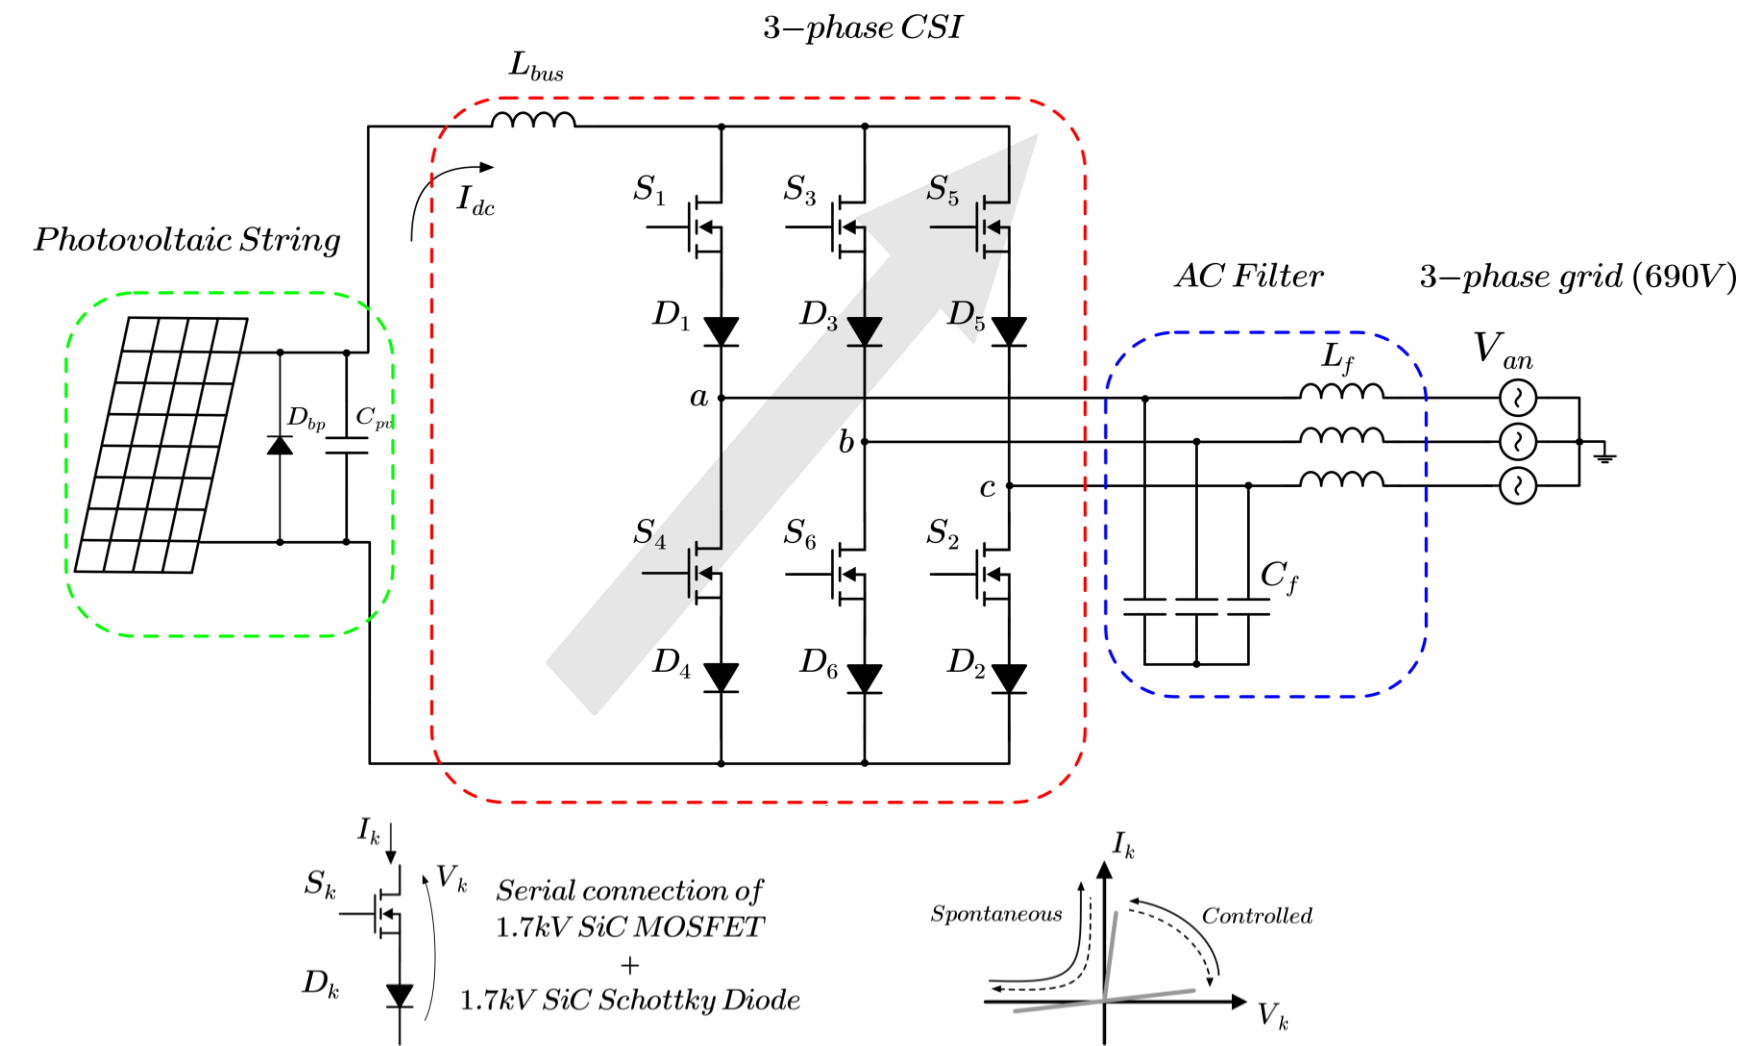 3-phase CSI
L_bus
I_dc
S_1
S_3
S_5
Photovoltaic String
D_1
D_3
D_5
AC Filter
3-phase grid (690V)
V_an
L_f
a
b
c
D_bp
C_pv
S_4
S_6
S_2
C_f
D_4
D_6
D_2
I_k
V_k
S_k
D_k
Serial connection of
1.7kV SiC MOSFET
+
1.7kV SiC Schottky Diode
I_k
Spontaneous
Controlled
V_k